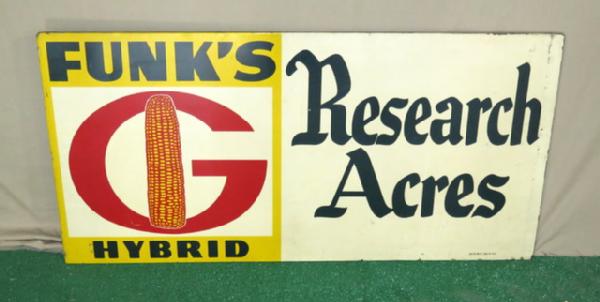 FUNK'S
G
HYBRID
Research
Acres